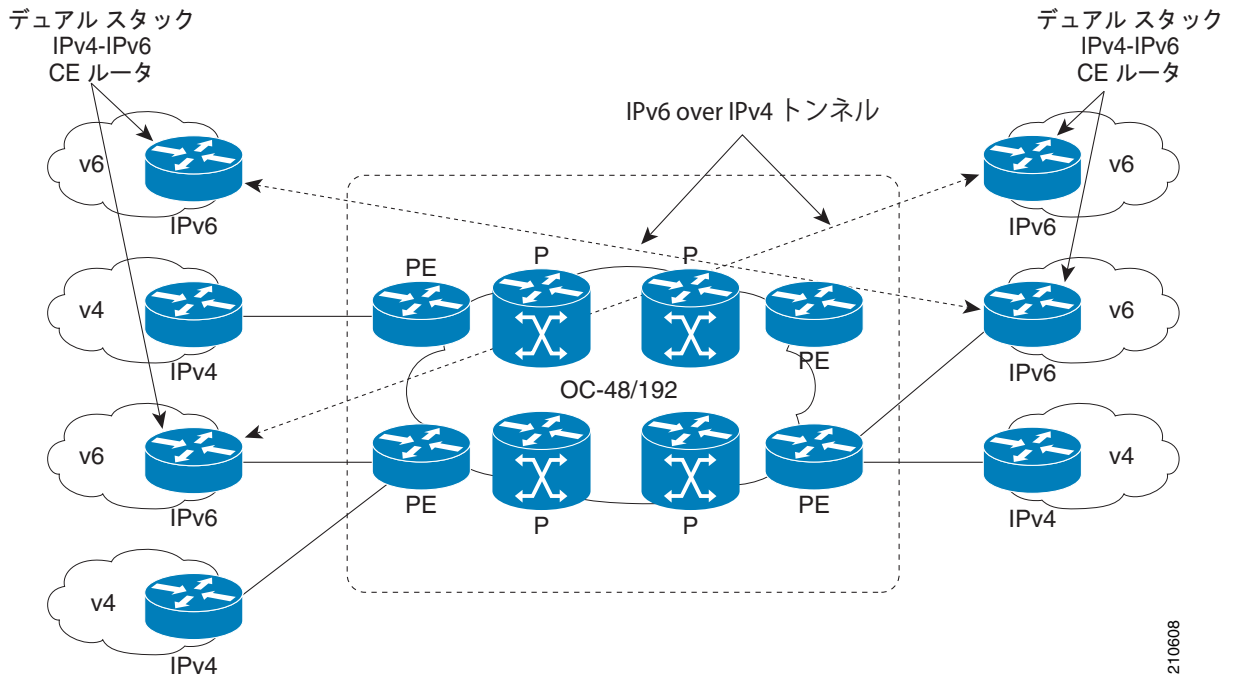 デュアル スタック
IPv4-IPv6
CE ルータ
デュアル スタック
IPv4-IPv6
CE ルータ
IPv6 over IPv4 トンネル
v6
IPv6
v6
IPv6
v4
IPv4
PE
P
P
PE
v6
IPv6
OC-48/192
v6
IPv6
PE
P
P
PE
v4
IPv4
v4
IPv4
210608